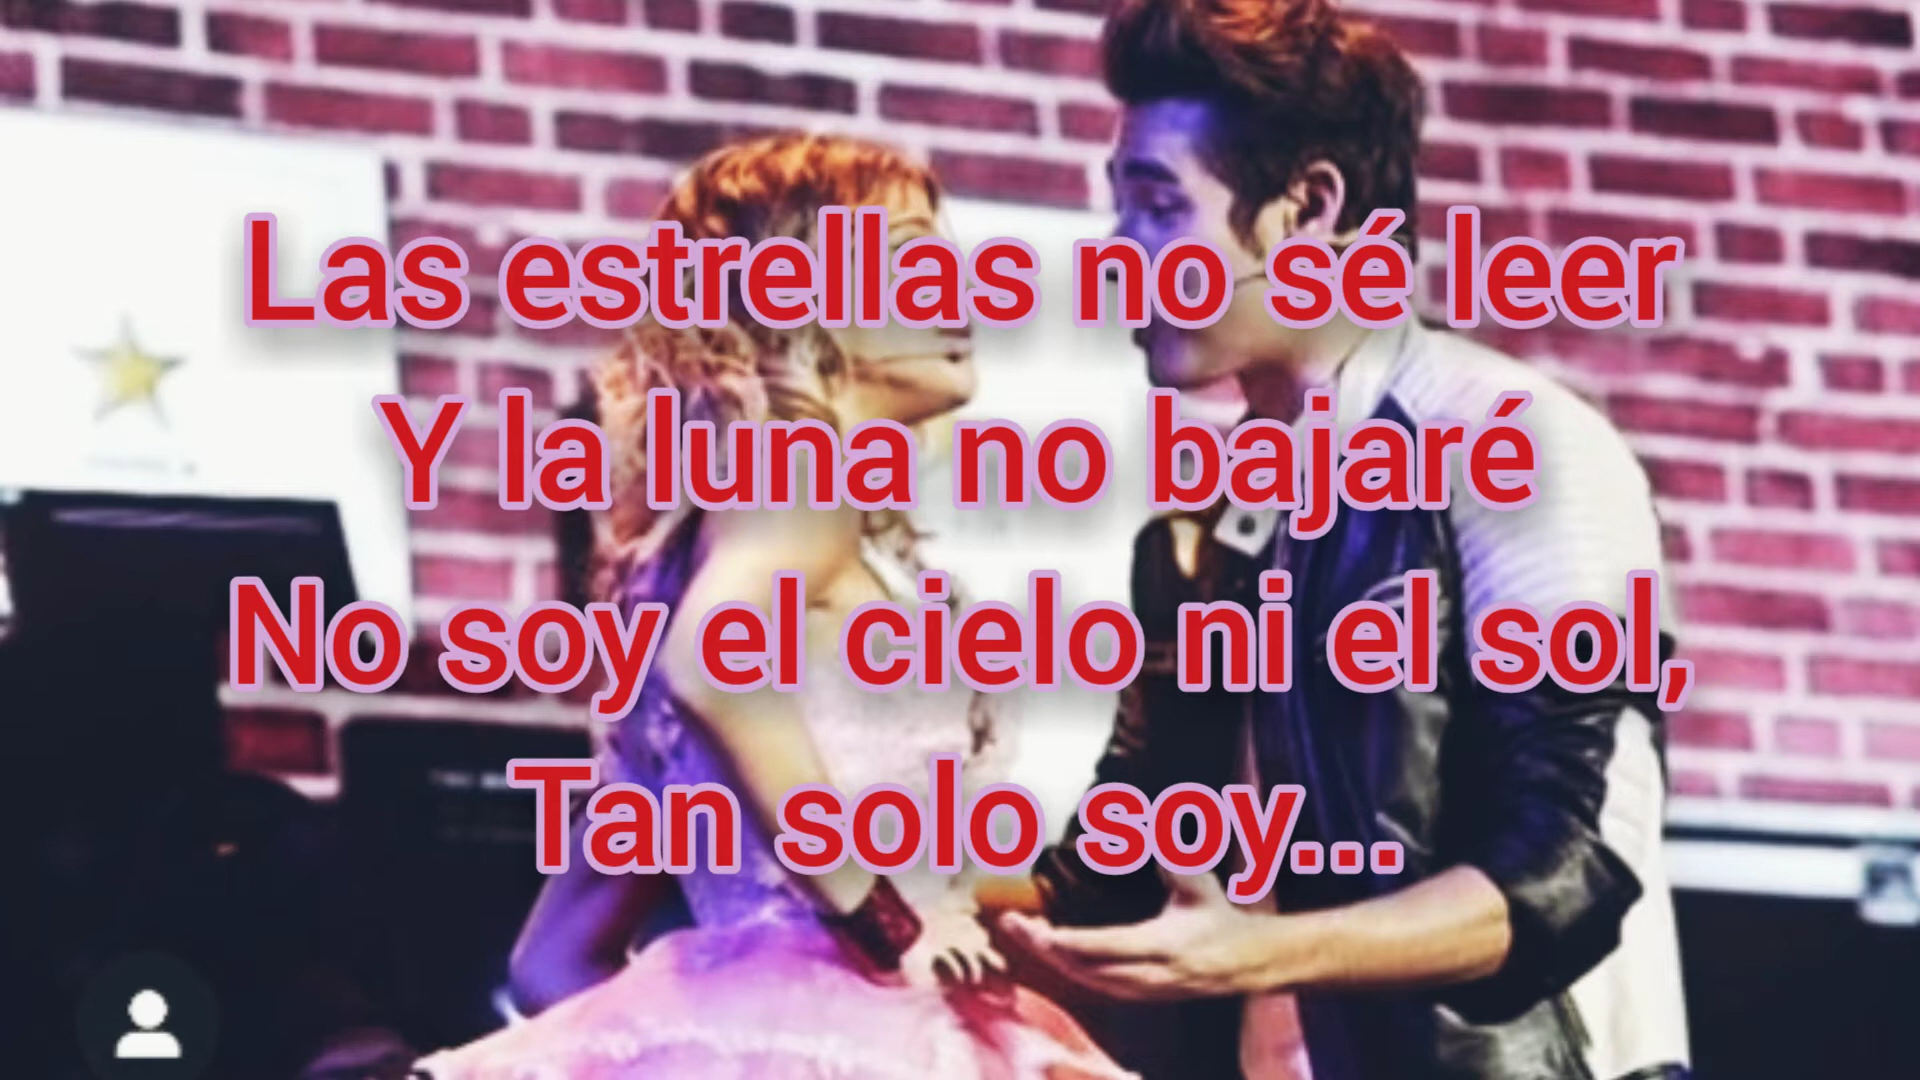 Las estrellas no sé leer
Y la luna no bajaré
No soy el cielo ni el sol,
Tan solo soy...